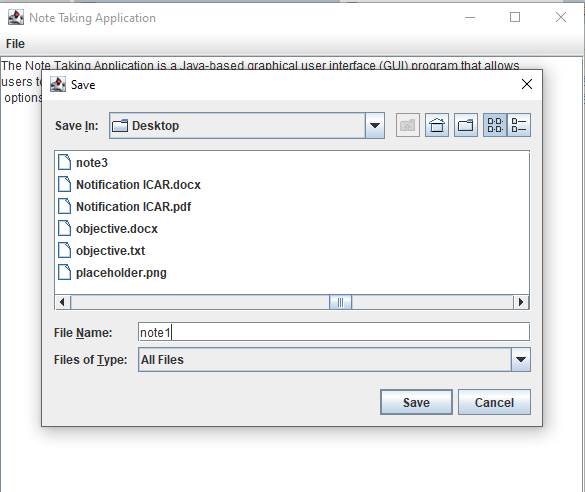 Note Taking Application
File
The Note Taking Application is a Java-based graphical user interface (GUI) program that allows
users to
options
Save
Save In: Desktop
note3
Notification ICAR.docx
Notification ICAR.pdf
objective.docx
objective.txt
placeholder.png
File Name: note1
Files of Type: All Files
Save Cancel